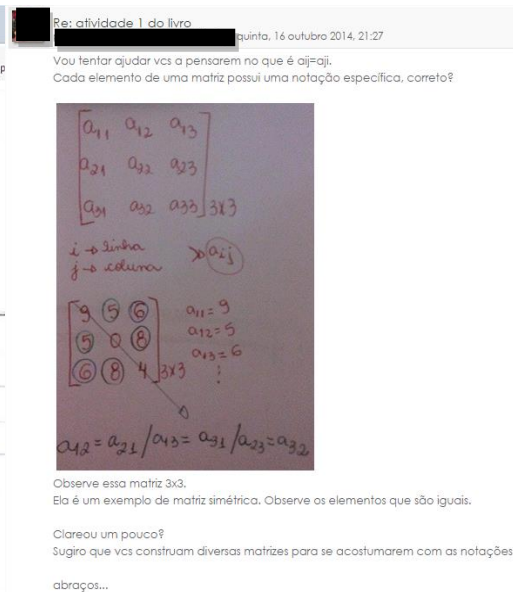 Re: atividade 1 do livro
quinta, 16 outubro 2014, 21:27
Vou tentar ajudar vcs a pensarem no que é aij=aji.
Cada elemento de uma matriz possui uma notação específica, correto?
a11 a12 a13
a21 a22 a23
a31 a32 a33 3x3
i → linha
j → coluna
aij
9 5 6
5 0 8
6 8 4 3x3
a11 = 9
a12 = 5
a13 = 6
⋮
a12 = a21 / a13 = a31 / a23 = a32
Observe essa matriz 3x3.
Ela é um exemplo de matriz simétrica. Observe os elementos que são iguais.
Clareou um pouco?
Sugiro que vcs construam diversas matrizes para se acostumarem com as notações
abraços...